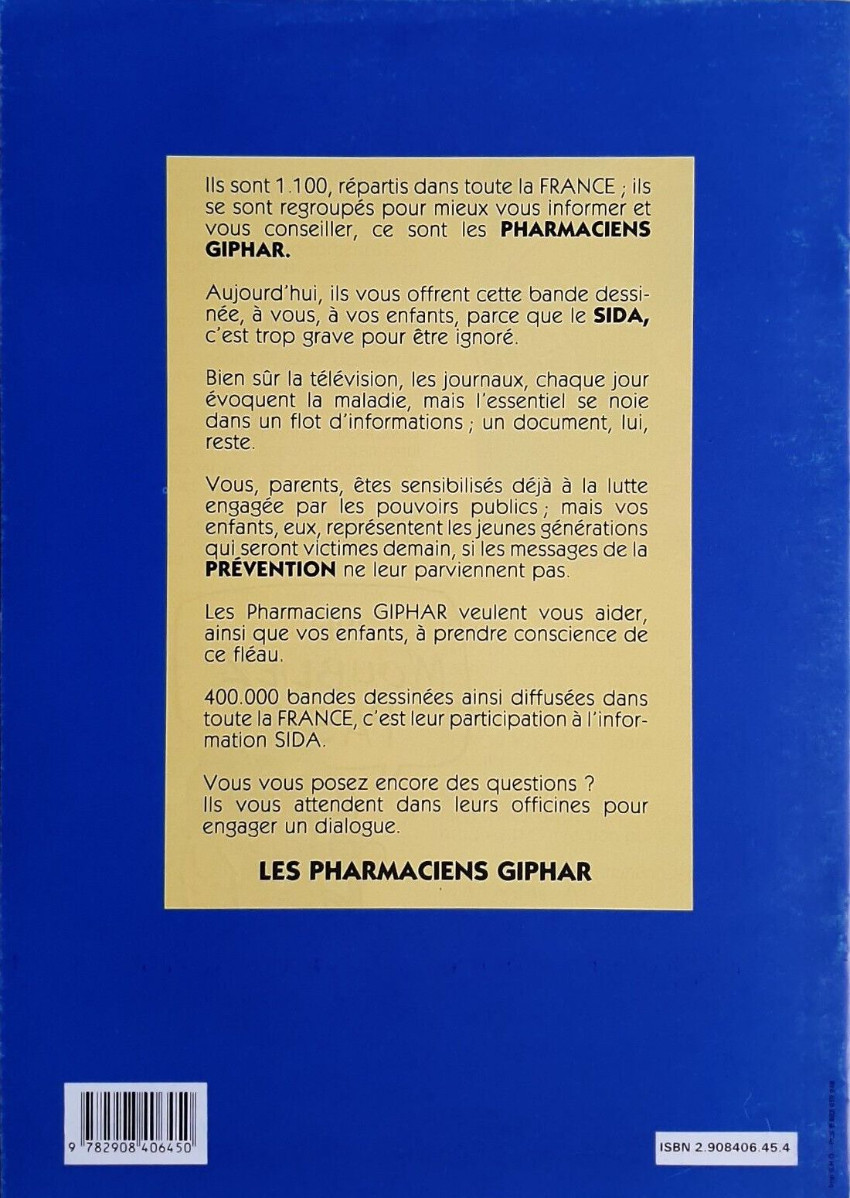 Ils sont 1.100, répartis dans toute la FRANCE ; ils
se sont regroupés pour mieux vous informer et
vous conseiller, ce sont les PHARMACIENS
GIPHAR.
Aujourd'hui, ils vous offrent cette bande dessi-
née, à vous, à vos enfants, parce que le SIDA,
c'est trop grave pour être ignoré.
Bien sûr la télévision, les journaux, chaque jour
évoquent la maladie, mais l'essentiel se noie
dans un flot d'informations ; un document, lui,
reste.
Vous, parents, êtes sensibilisés déjà à la lutte
engagée par les pouvoirs publics ; mais vos
enfants, eux, représentent les jeunes générations
qui seront victimes demain, si les messages de la
PRÉVENTION ne leur parviennent pas.
Les Pharmaciens GIPHAR veulent vous aider,
ainsi que vos enfants, à prendre conscience de
ce fléau.
400.000 bandes dessinées ainsi diffusées dans
toute la FRANCE, c'est leur participation à l'infor-
mation SIDA.
Vous vous posez encore des questions ?
Ils vous attendent dans leurs officines pour
engager un dialogue.
LES PHARMACIENS GIPHAR
9 782908 406450
ISBN 2.908406.45.4